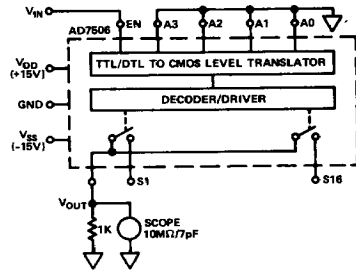 VIN
AD7506
EN A3 A2 A1 A0
VDD
(+15V)
TTL/DTL TO CMOS LEVEL TRANSLATOR
GND
DECODER/DRIVER
VSS
(-15V)
S1
S16
VOUT
1K
SCOPE
10MΩ/7pF